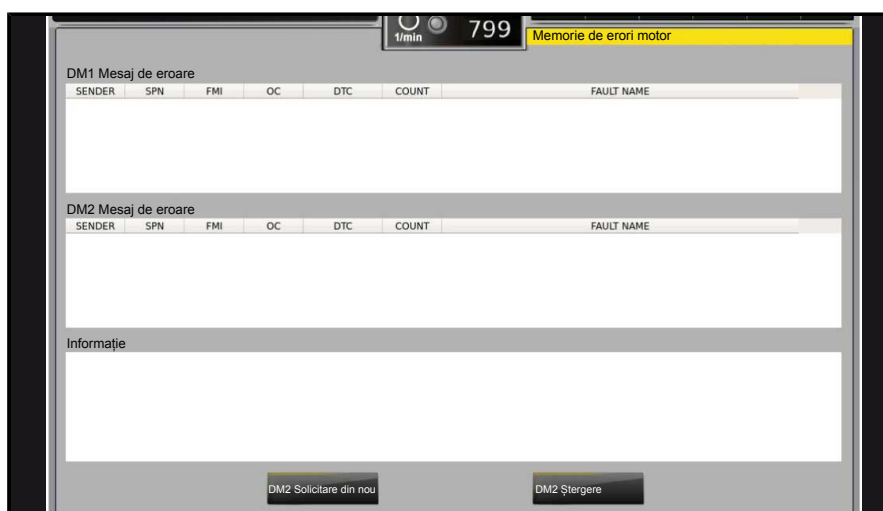 1/min 799
Memorie de erori motor
DM1 Mesaj de eroare
SENDER SPN FMI OC DTC COUNT FAULT NAME
DM2 Mesaj de eroare
SENDER SPN FMI OC DTC COUNT FAULT NAME
Informație
DM2 Solicitare din nou DM2 Ștergere